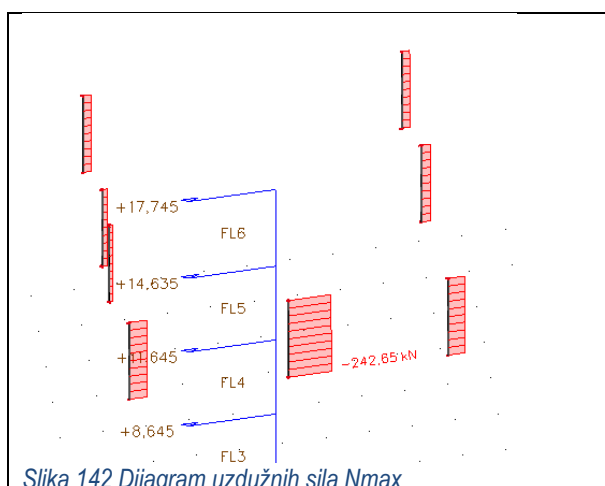 +17,745
FL6
+14,635
FL5
+11,645
-242,65 kN
FL4
+8,645
FL3
Slika 142 Dijagram uzdužnih sila Nmax